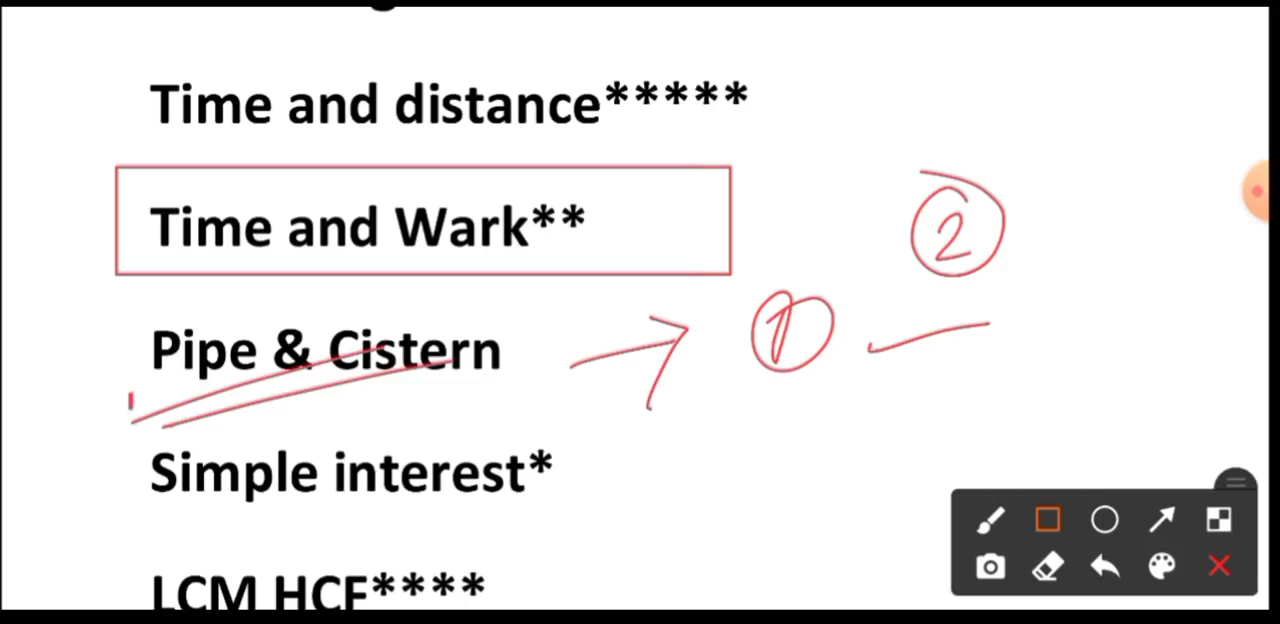 Time and distance*****
Time and Wark**
2
Pipe & Cistern
1
Simple interest*
LCM HCF****